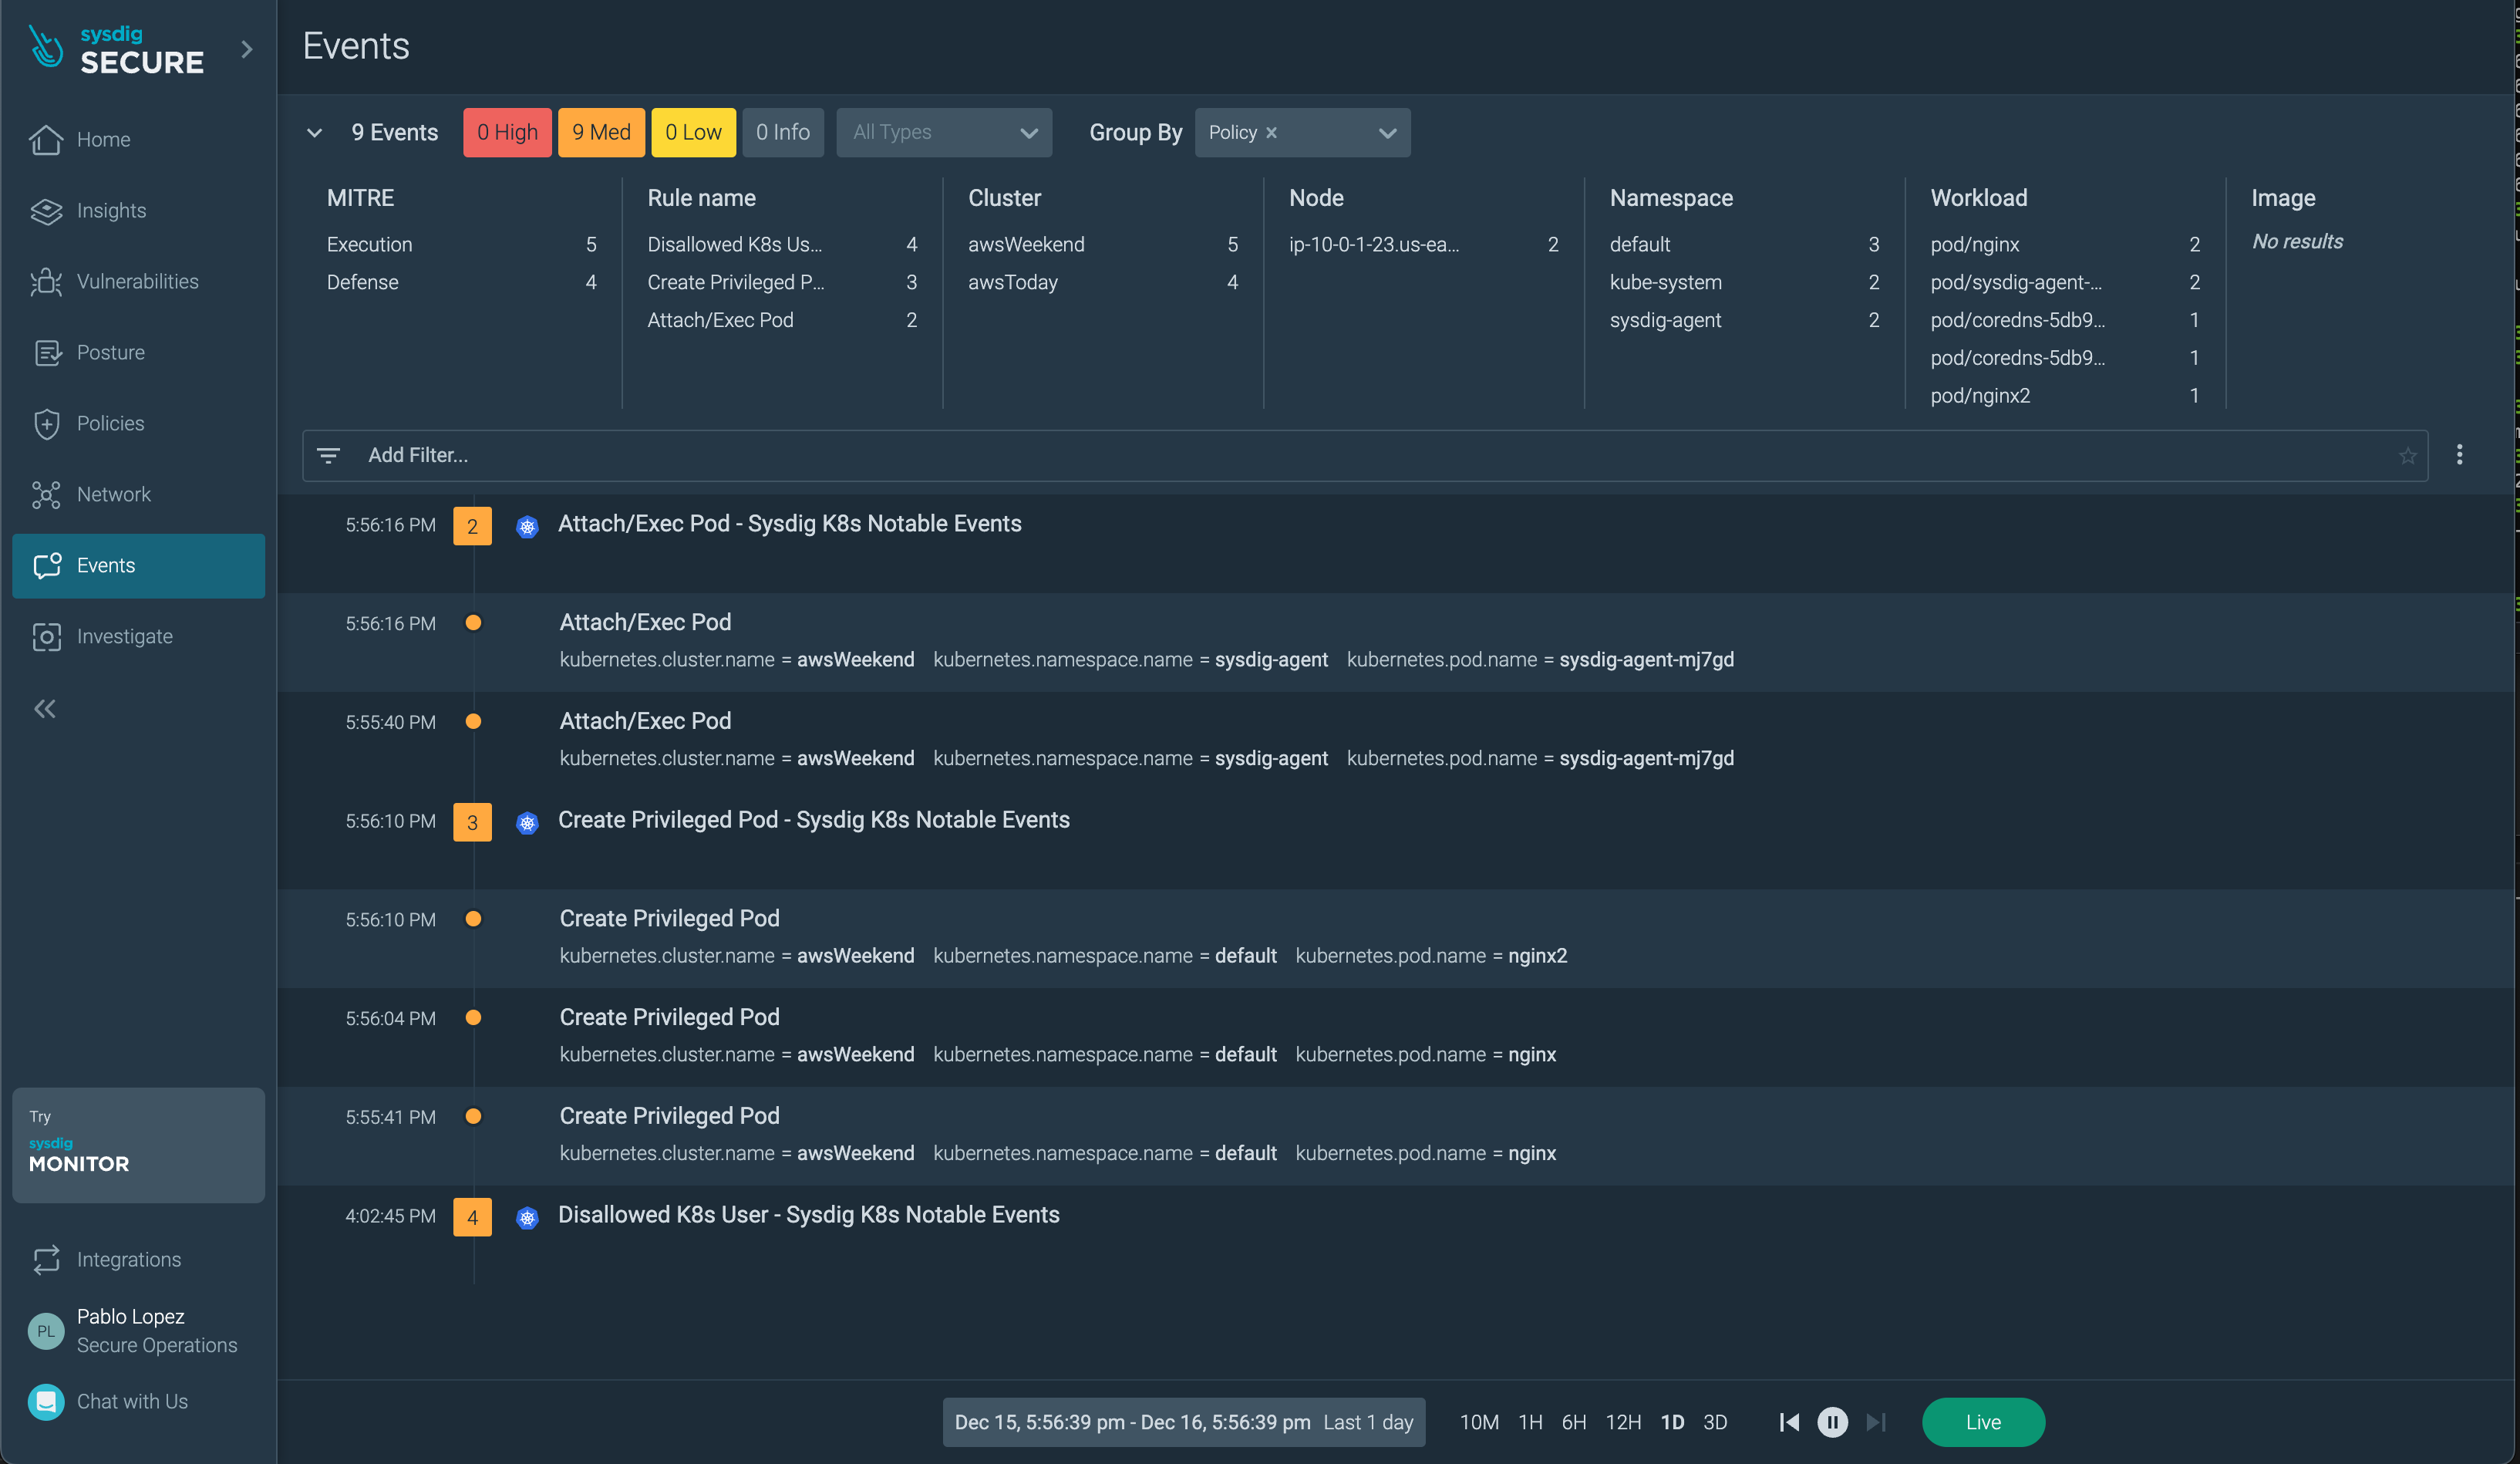 sysdig
SECURE
Home
Insights
Vulnerabilities
Posture
Policies
Network
Events
Investigate
Try
sysdig
MONITOR
Integrations
PL
Pablo Lopez
Secure Operations
Chat with Us
Events
9 Events 0 High 9 Med 0 Low 0 Info All Types Group By Policy ×
MITRE
Execution 5
Defense 4
Rule name
Disallowed K8s Us... 4
Create Privileged P... 3
Attach/Exec Pod 2
Cluster
awsWeekend 5
awsToday 4
Node
ip-10-0-1-23.us-ea... 2
Namespace
default 3
kube-system 2
sysdig-agent 2
Workload
pod/nginx 2
pod/sysdig-agent-... 2
pod/coredns-5db9... 1
pod/coredns-5db9... 1
pod/nginx2 1
Image
No results
Add Filter...
5:56:16 PM 2 Attach/Exec Pod - Sysdig K8s Notable Events
5:56:16 PM Attach/Exec Pod
kubernetes.cluster.name = awsWeekend kubernetes.namespace.name = sysdig-agent kubernetes.pod.name = sysdig-agent-mj7gd
5:55:40 PM Attach/Exec Pod
kubernetes.cluster.name = awsWeekend kubernetes.namespace.name = sysdig-agent kubernetes.pod.name = sysdig-agent-mj7gd
5:56:10 PM 3 Create Privileged Pod - Sysdig K8s Notable Events
5:56:10 PM Create Privileged Pod
kubernetes.cluster.name = awsWeekend kubernetes.namespace.name = default kubernetes.pod.name = nginx2
5:56:04 PM Create Privileged Pod
kubernetes.cluster.name = awsWeekend kubernetes.namespace.name = default kubernetes.pod.name = nginx
5:55:41 PM Create Privileged Pod
kubernetes.cluster.name = awsWeekend kubernetes.namespace.name = default kubernetes.pod.name = nginx
4:02:45 PM 4 Disallowed K8s User - Sysdig K8s Notable Events
Dec 15, 5:56:39 pm - Dec 16, 5:56:39 pm Last 1 day 10M 1H 6H 12H 1D 3D Live